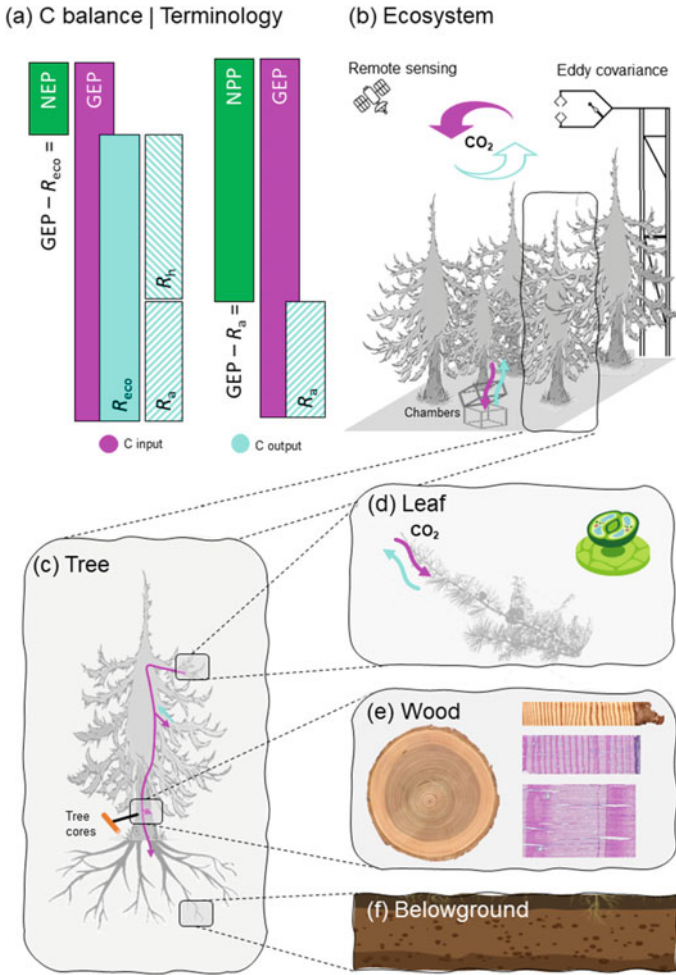 (a) C balance | Terminology
NEP
GEP
GEP – Reco =
Reco
Rh
Ra
NPP
GEP
GEP – Ra =
Ra
C input
C output
(b) Ecosystem
Remote sensing
Eddy covariance
CO2
Chambers
(c) Tree
Tree
cores
(d) Leaf
CO2
(e) Wood
(f) Belowground